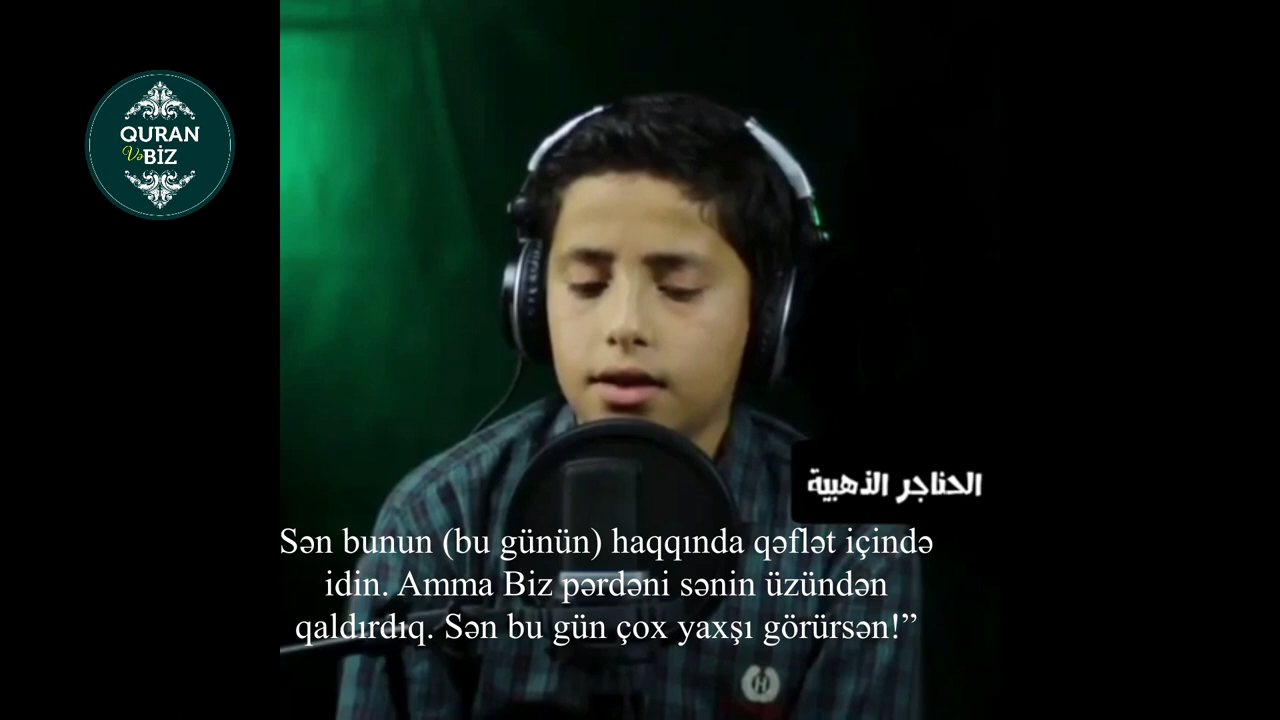 QURAN
Və BİZ
الحناجر الذهبية
Sən bunun (bu günün) haqqında qəflət içində
idin. Amma Biz pərdəni sənin üzündən
qaldırdıq. Sən bu gün çox yaxşı görürsən!”
H